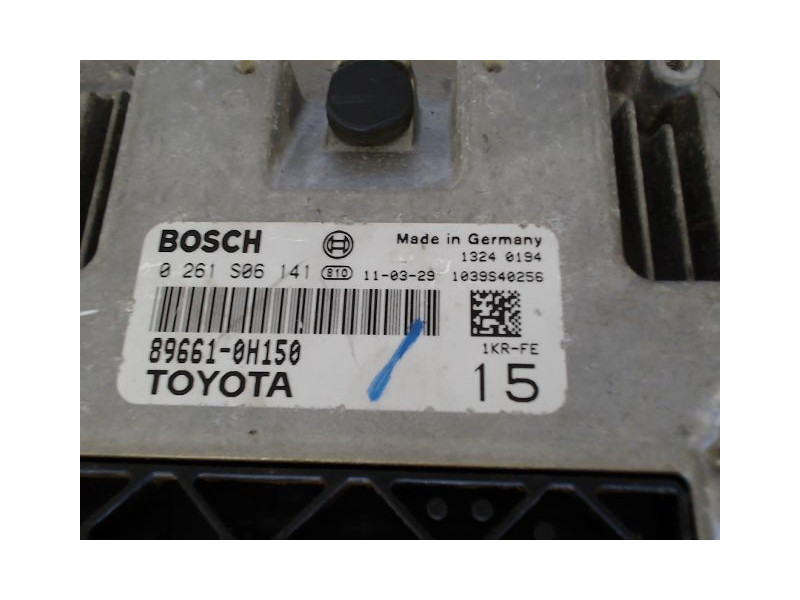 BOSCH Made in Germany
1324 0194
0 261 S06 141 810 11-03-29 1039S40256
89661-0H150 1KR-FE
TOYOTA 15